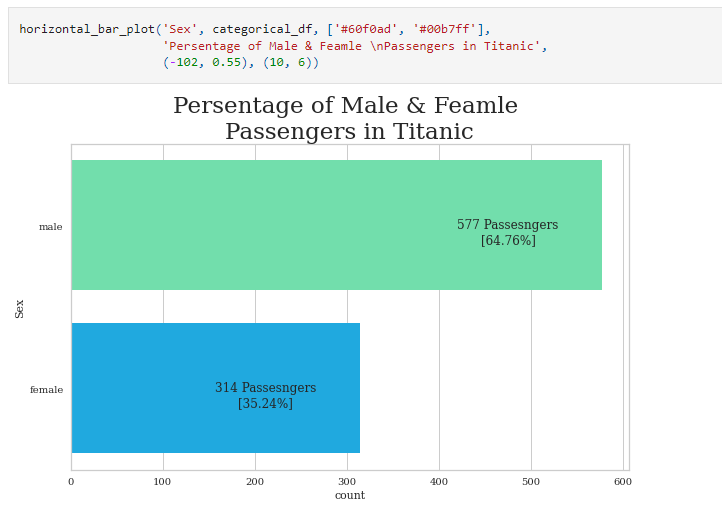 horizontal_bar_plot('Sex', categorical_df, ['#60f0ad', '#00b7ff'],
'Persentage of Male & Feamle \nPassengers in Titanic',
(-102, 0.55), (10, 6))
Persentage of Male & Feamle
Passengers in Titanic
male
577 Passesngers
[64.76%]
Sex
female
314 Passesngers
[35.24%]
0 100 200 300 400 500 600
count